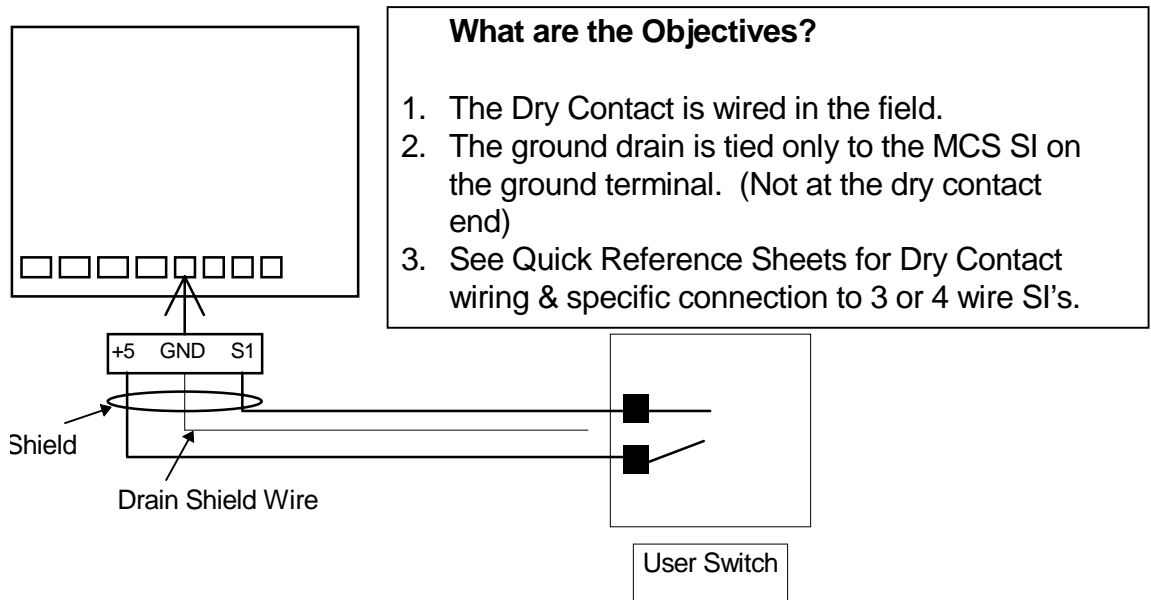 What are the Objectives?
1. The Dry Contact is wired in the field.
2. The ground drain is tied only to the MCS SI on
the ground terminal. (Not at the dry contact
end)
3. See Quick Reference Sheets for Dry Contact
wiring & specific connection to 3 or 4 wire SI's.
+5 GND S1
Shield
Drain Shield Wire
User Switch